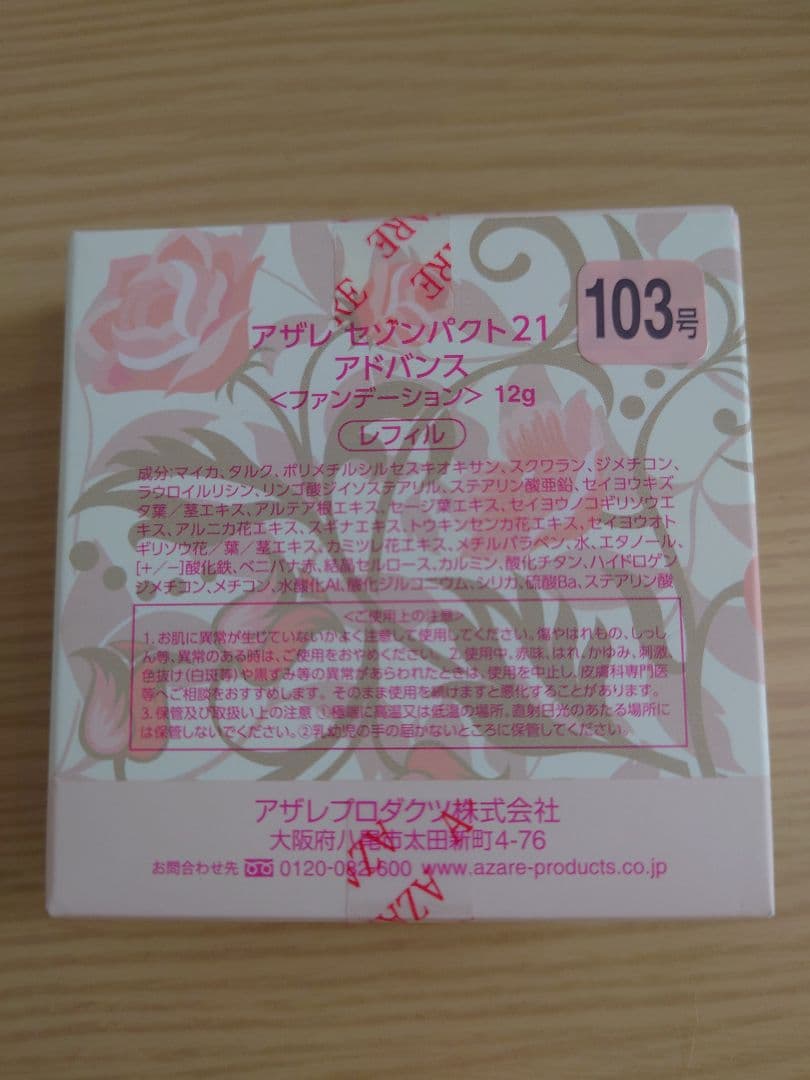 103号
アザレ セゾンパクト21
アドバンス
<ファンデーション> 12g
レフィル
成分:マイカ、タルク、ポリメチルシルセスキオキサン、スクワラン、ジメチコン、
ラウロイルリシン、リンゴ酸ジイソステアリル、ステアリン酸亜鉛、セイヨウキズ
タ葉/茎エキス、アルテア根エキス、セージ葉エキス、セイヨウノコギリソウエ
キス、アルニカ花エキス、スギナエキス、トウキンセンカ花エキス、セイヨウオト
ギリソウ花/葉/茎エキス、カミツレ花エキス、メチルパラベン、水、エタノール、
[+/-]酸化鉄、ベニバナ赤、結晶セルロース、カルミン、酸化チタン、ハイドロゲン
ジメチコン、メチコン、水酸化Al、酸化ジルコニウム、シリカ、硫酸Ba、ステアリン酸
<ご使用上の注意>
1. お肌に異常が生じていないかよく注意して使用してください。傷やはれもの、しっし
ん等、異常のある時は、ご使用をおやめください。 2. 使用中、赤味、はれ、かゆみ、刺激、
色抜け(白斑等)や黒ずみ等の異常があらわれたときは、使用を中止し、皮膚科専門医
等へご相談をおすすめします。そのまま使用を続けますと悪化することがあります。
3. 保管及び取扱い上の注意 ①極端に高温又は低温の場所、直射日光のあたる場所に
は保管しないでください。②乳幼児の手の届かないところに保管してください。
アザレプロダクツ株式会社
大阪府八尾市太田新町4-76
お問合わせ先 0120-082-600 www.azare-products.co.jp